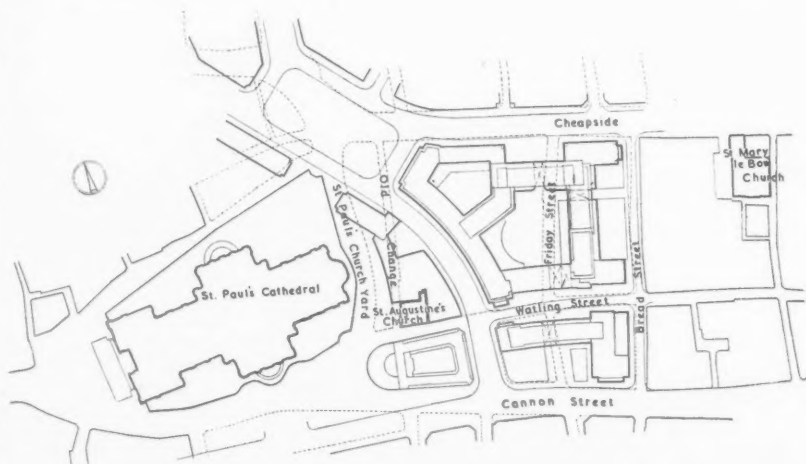 Cheapside
St Mary
le Bow
Church
Old
Change
St. Paul's Church Yard
Friday Street
Bread Street
St. Paul's Cathedral
St. Augustine's
Church
Watling Street
Cannon Street